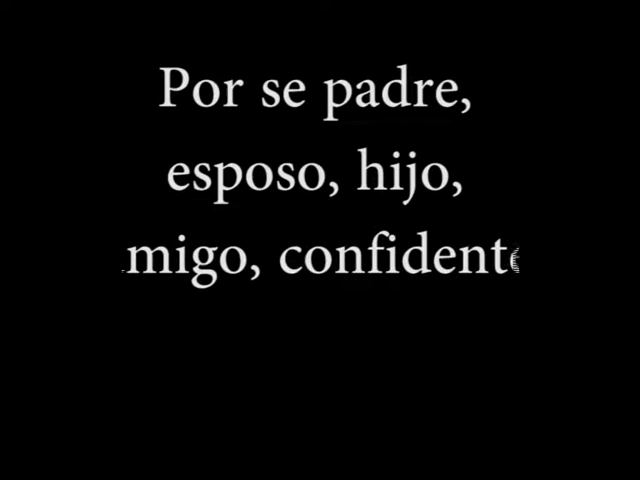 Por se padre,
esposo, hijo,
migo, confident